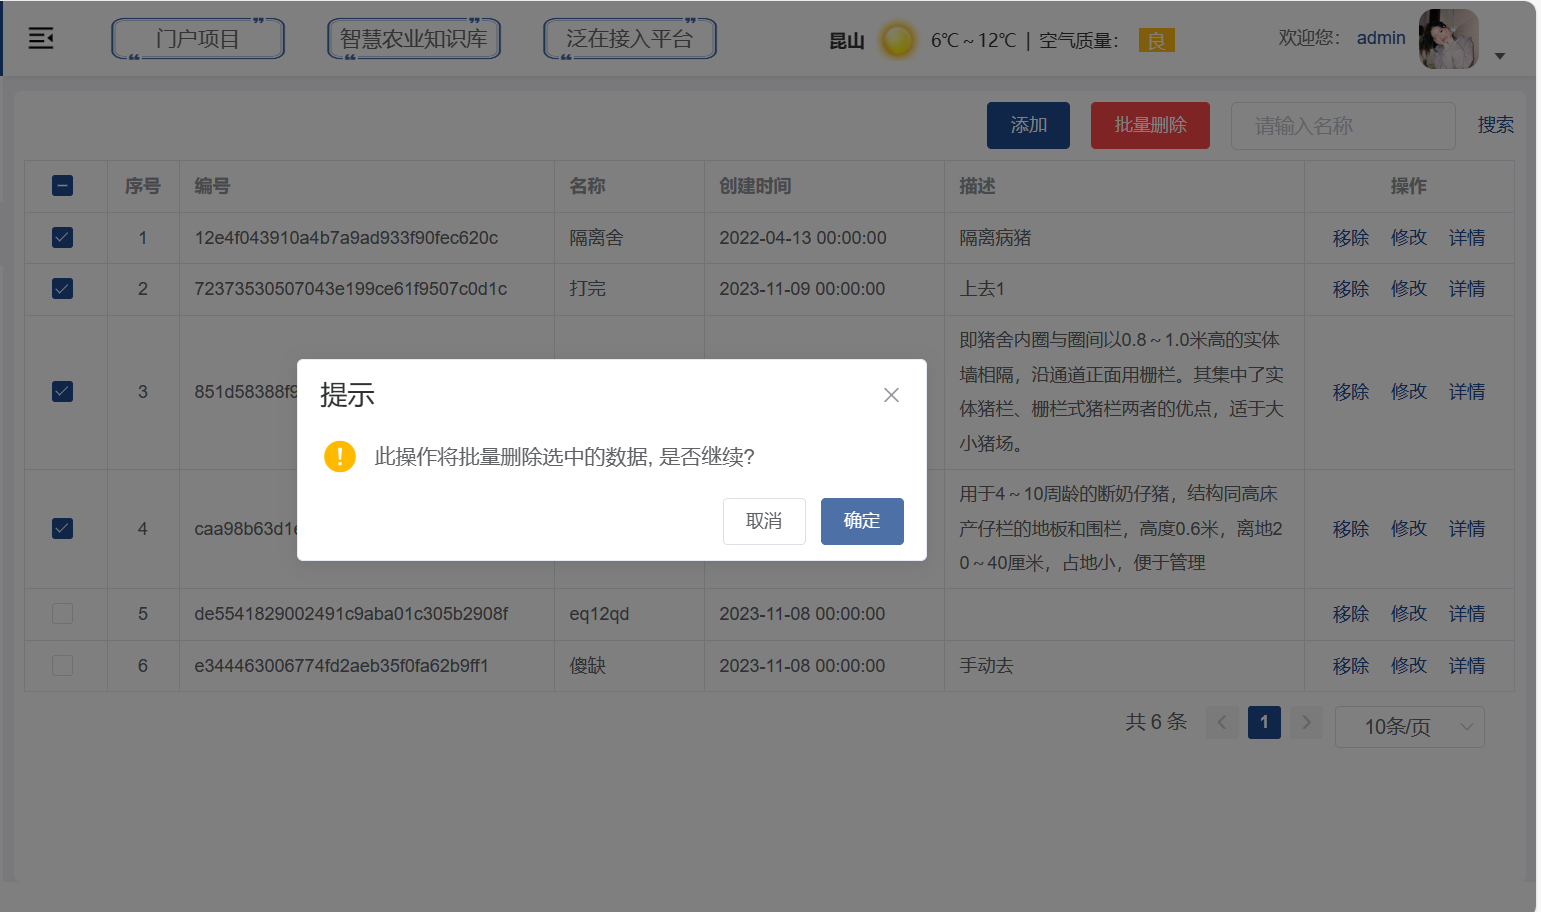 门户项目 智慧农业知识库 泛在接入平台 昆山 6℃~12℃ | 空气质量： 良 欢迎您： admin
添加 批量删除 请输入名称 搜索
序号 编号 名称 创建时间 描述 操作
1 12e4f043910a4b7a9ad933f90fec620c 隔离舍 2022-04-13 00:00:00 隔离病猪 移除 修改 详情
2 72373530507043e199ce61f9507c0d1c 打完 2023-11-09 00:00:00 上去1 移除 修改 详情
即猪舍内圈与圈间以0.8～1.0米高的实体
墙相隔，沿通道正面用栅栏。其集中了实
3 851d58388f9 移除 修改 详情
体猪栏、栅栏式猪栏两者的优点，适于大
小猪场。
提示
此操作将批量删除选中的数据, 是否继续?
取消 确定
用于4～10周龄的断奶仔猪，结构同高床
4 caa98b63d1 产仔栏的地板和围栏，高度0.6米，离地2 移除 修改 详情
0～40厘米，占地小，便于管理
5 de5541829002491c9aba01c305b2908f eq12qd 2023-11-08 00:00:00 移除 修改 详情
6 e344463006774fd2aeb35f0fa62b9ff1 傻缺 2023-11-08 00:00:00 手动去 移除 修改 详情
共 6 条 1 10条/页